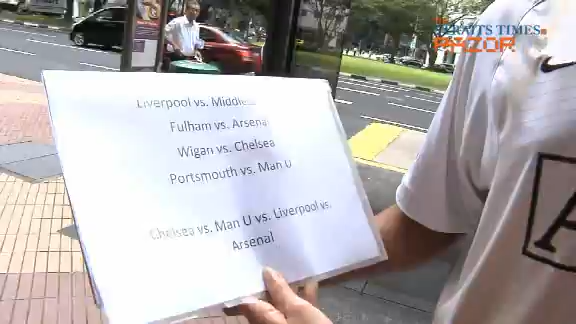 THE STRAITS TIMES
RAZOR
Liverpool vs. Middles
Fulham vs. Arsenal
Wigan vs. Chelsea
Portsmouth vs. Man U
Chelsea vs. Man U vs. Liverpool vs.
Arsenal
A